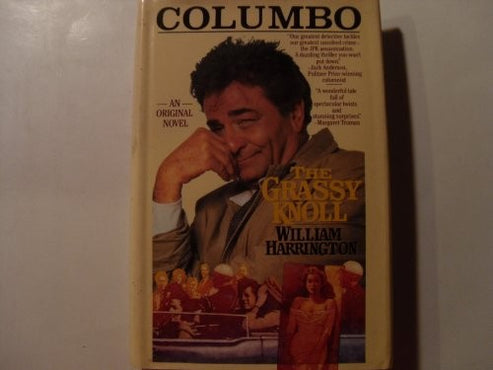 COLUMBO
"Our greatest detective tackles
our greatest unsolved crime—
the JFK assassination.
A dazzling thriller you won't
put down."
–Jack Anderson,
Pulitzer Prize-winning
columnist
"A wonderful tale
full of
spectacular twists
and
stunning surprises."
–Margaret Truman
— AN —
ORIGINAL
NOVEL
THE
GRASSY
KNOLL
WILLIAM
HARRINGTON